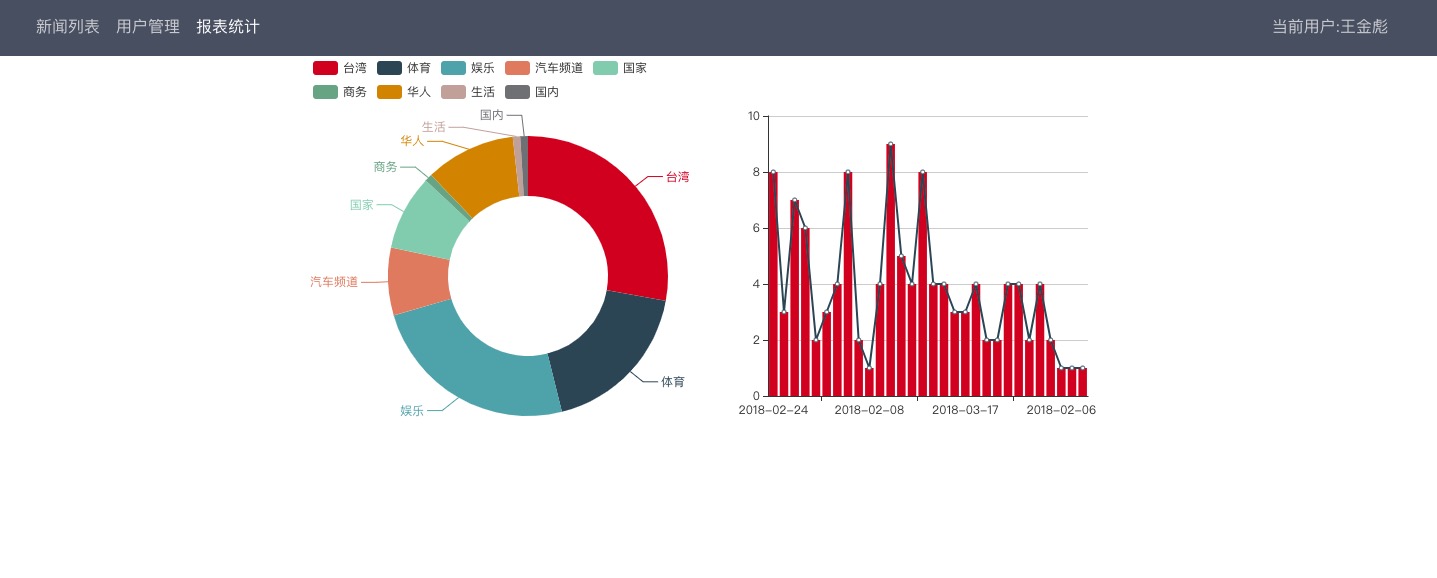 新闻列表 用户管理 报表统计 当前用户:王金彪
台湾 体育 娱乐 汽车频道 国家
商务 华人 生活 国内
国内
生活
华人
商务
国家
汽车频道
娱乐
台湾
体育
10
8
6
4
2
0
2018-02-24 2018-02-08 2018-03-17 2018-02-06